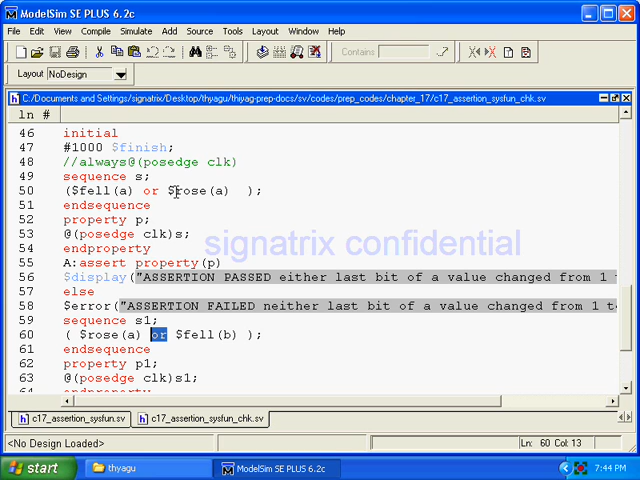 ModelSim SE PLUS 6.2c
File Edit View Compile Simulate Add Source Tools Layout Window Help
Contains
Layout NoDesign
C:/Documents and Settings/signatrix/Desktop/thyagu/thiyag-prep-docs/sv/codes/prep_codes/chapter_17/c17_assertion_sysfun_chk.sv
ln #
46 initial
47 #1000 $finish;
48 //always@(posedge clk)
49 sequence s;
50 ($fell(a) or $rose(a) );
51 endsequence
52 property p;
53 @(posedge clk)s;
54 endproperty
signatrix confidential
55 A:assert property(p)
56 $display("ASSERTION PASSED either last bit of a value changed from 1 t
57 else
58 $error("ASSERTION FAILED neither last bit of a value changed from 1 t
59 sequence s1;
60 ( $rose(a) or $fell(b) );
61 endsequence
62 property p1;
63 @(posedge clk)s1;
64 endproperty
c17_assertion_sysfun.sv c17_assertion_sysfun_chk.sv
<No Design Loaded> Ln: 60 Col: 13
start thyagu ModelSim SE PLUS 6.2c 7:44 PM